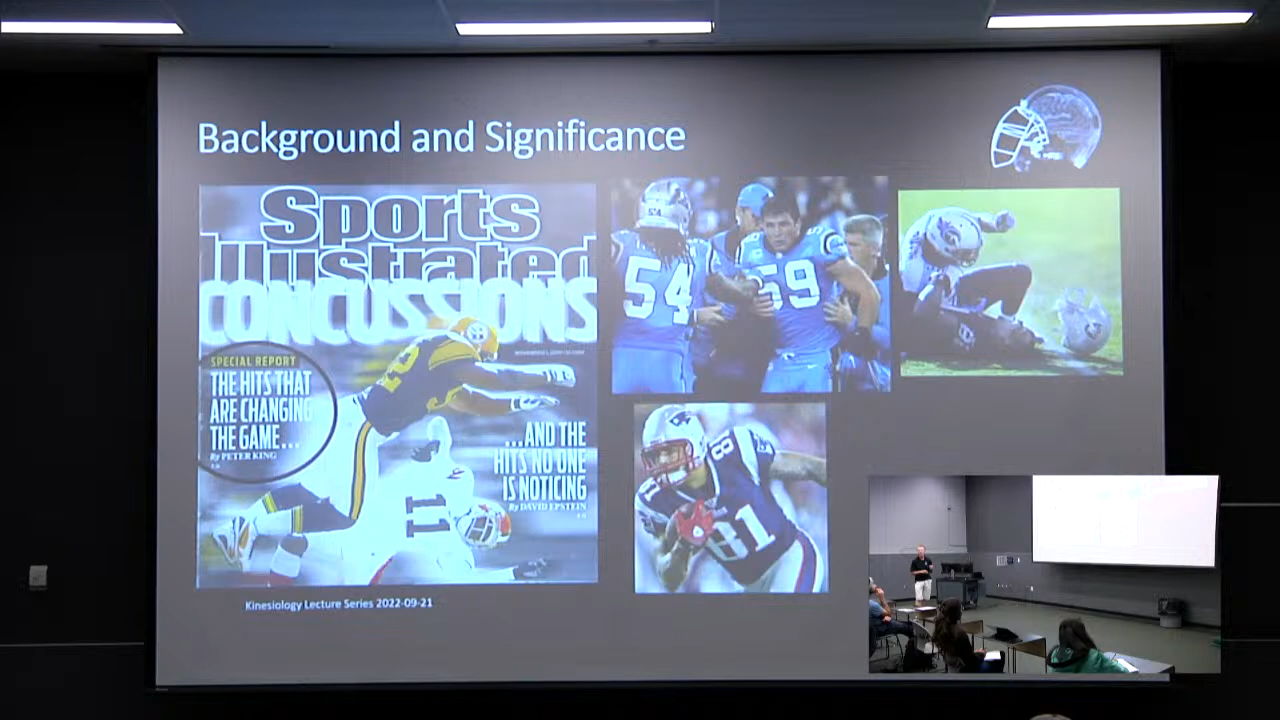 Background and Significance
Sports
Illustrated
CONCUSSIONS
SPECIAL REPORT
THE HITS THAT
ARE CHANGING
THE GAME...
By PETER KING
...AND THE
HITS NO ONE
IS NOTICING
By DAVID EPSTEIN
11
54
59
81
81
Kinesiology Lecture Series 2022-09-21